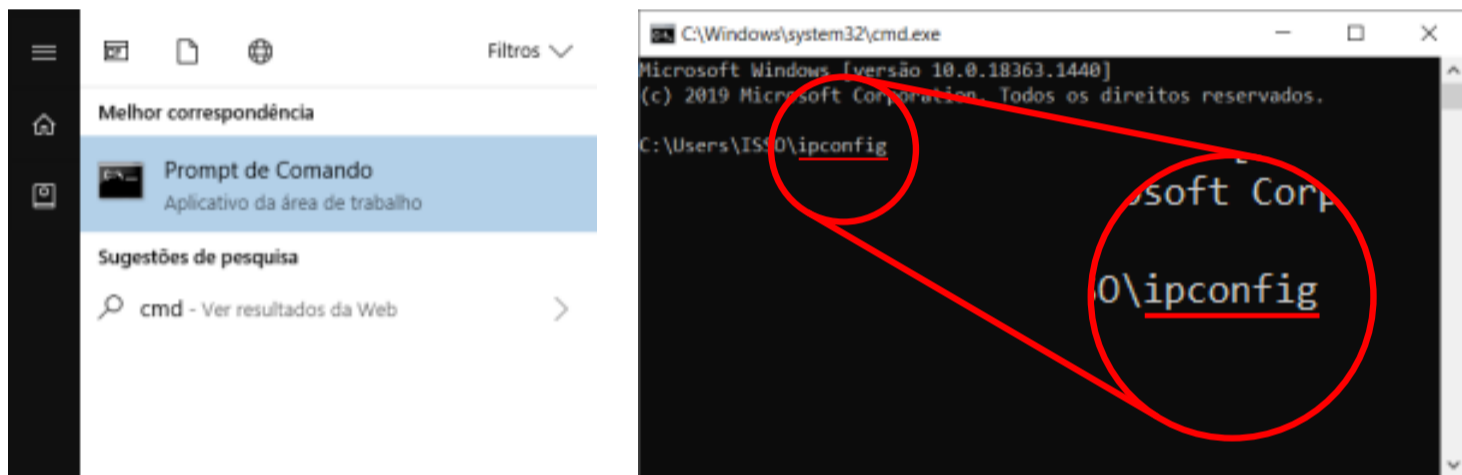 Filtros
Melhor correspondência
Prompt de Comando
Aplicativo da área de trabalho
Sugestões de pesquisa
cmd - Ver resultados da Web
C:\Windows\system32\cmd.exe
Microsoft Windows [versão 10.0.18363.1440]
(c) 2019 Microsoft Corporation. Todos os direitos reservados.
C:\Users\ISSO\ipconfig
osoft Corp
O\ipconfig